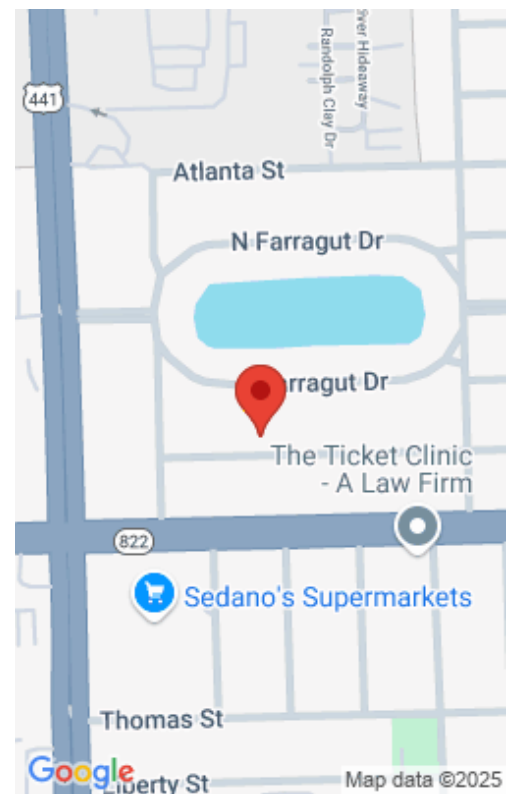 River Hideaway
Randolph Clay Dr
441
Atlanta St
N Farragut Dr
arragut Dr
The Ticket Clinic
- A Law Firm
822
Sedano's Supermarkets
Thomas St
Liberty St
Google
Map data ©2025